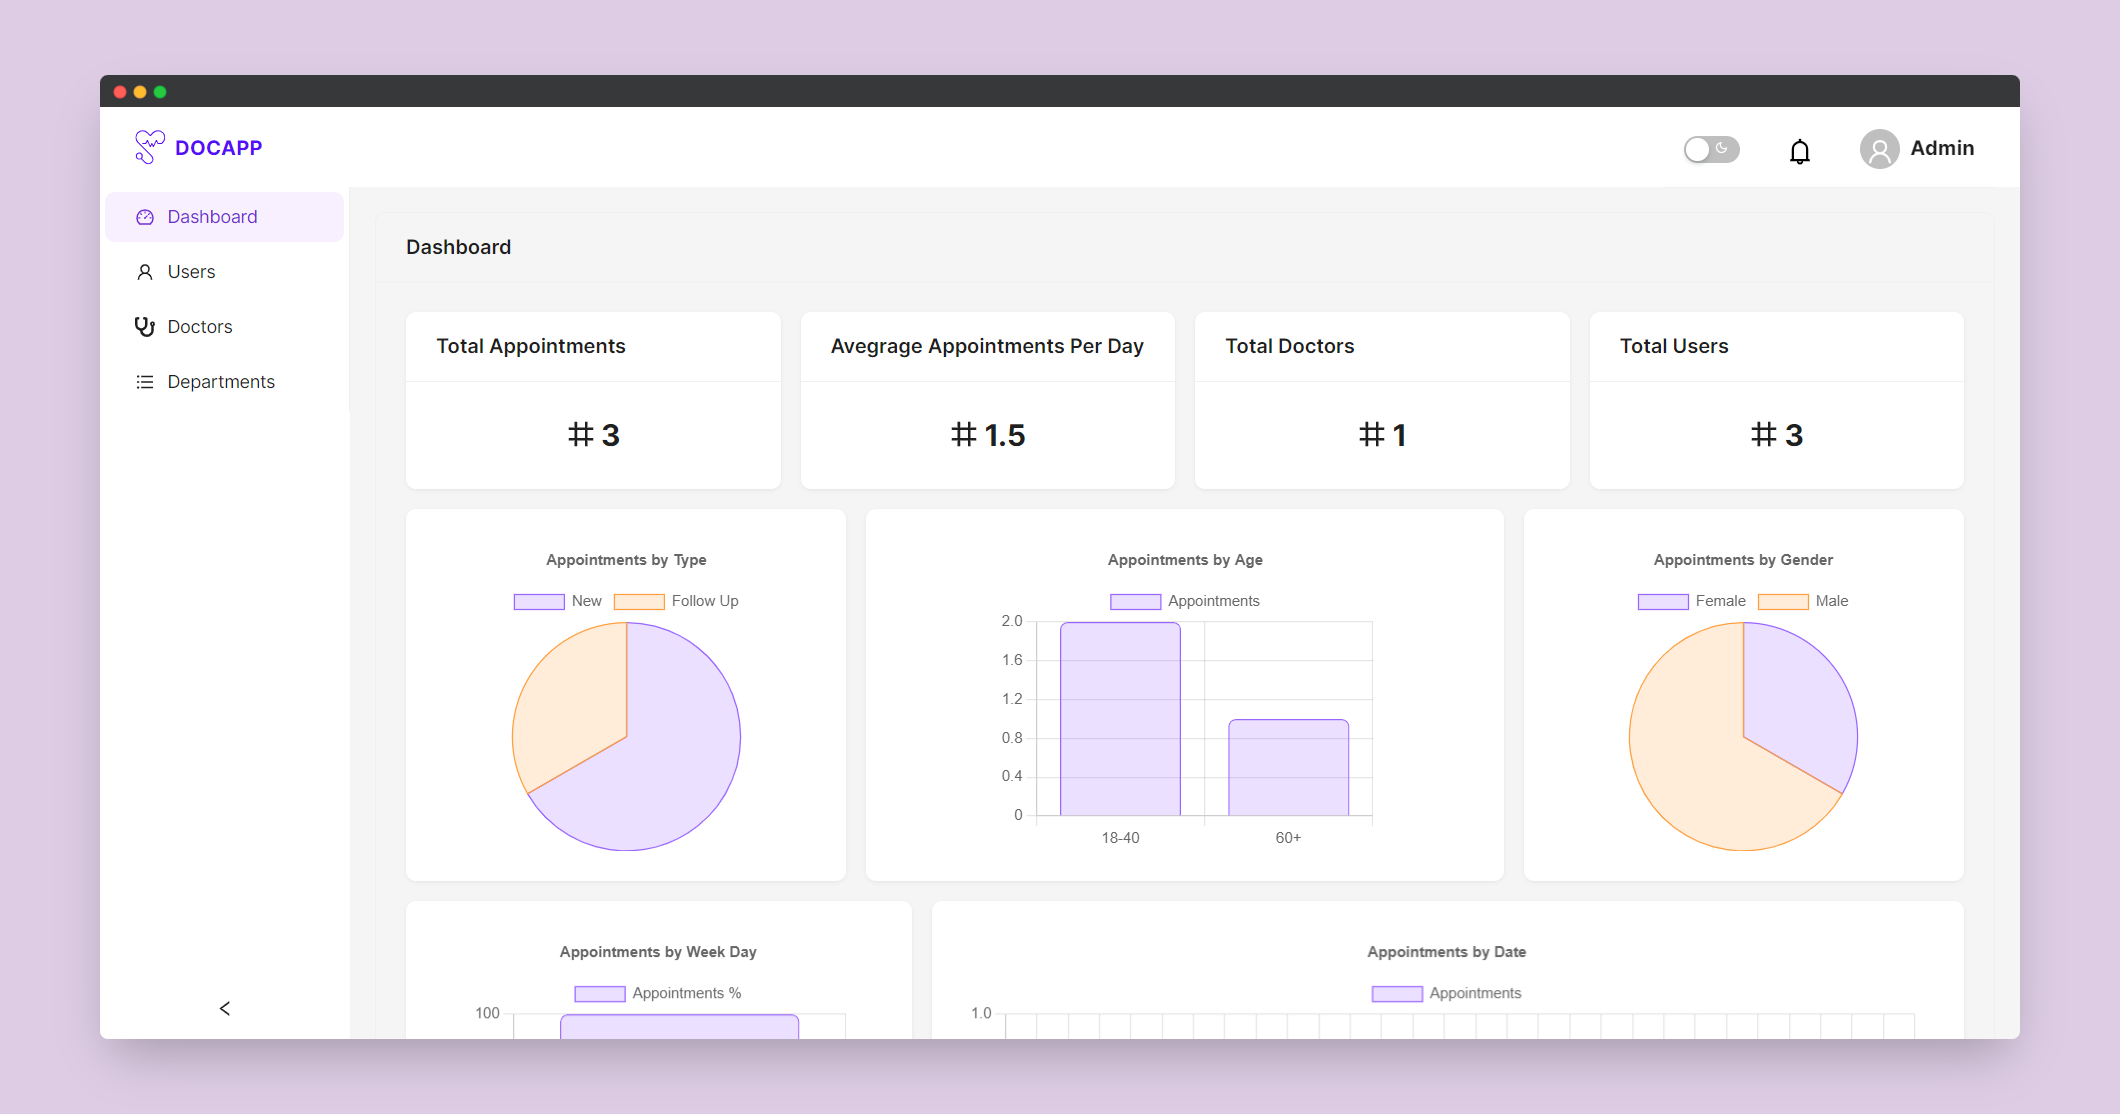 DOCAPP
Admin
Dashboard
Users
Doctors
Departments
Dashboard
Total Appointments
# 3
Avegrage Appointments Per Day
# 1.5
Total Doctors
# 1
Total Users
# 3
Appointments by Type
New Follow Up
Appointments by Age
Appointments
2.0
1.6
1.2
0.8
0.4
0
18-40 60+
Appointments by Gender
Female Male
Appointments by Week Day
Appointments %
100
Appointments by Date
Appointments
1.0